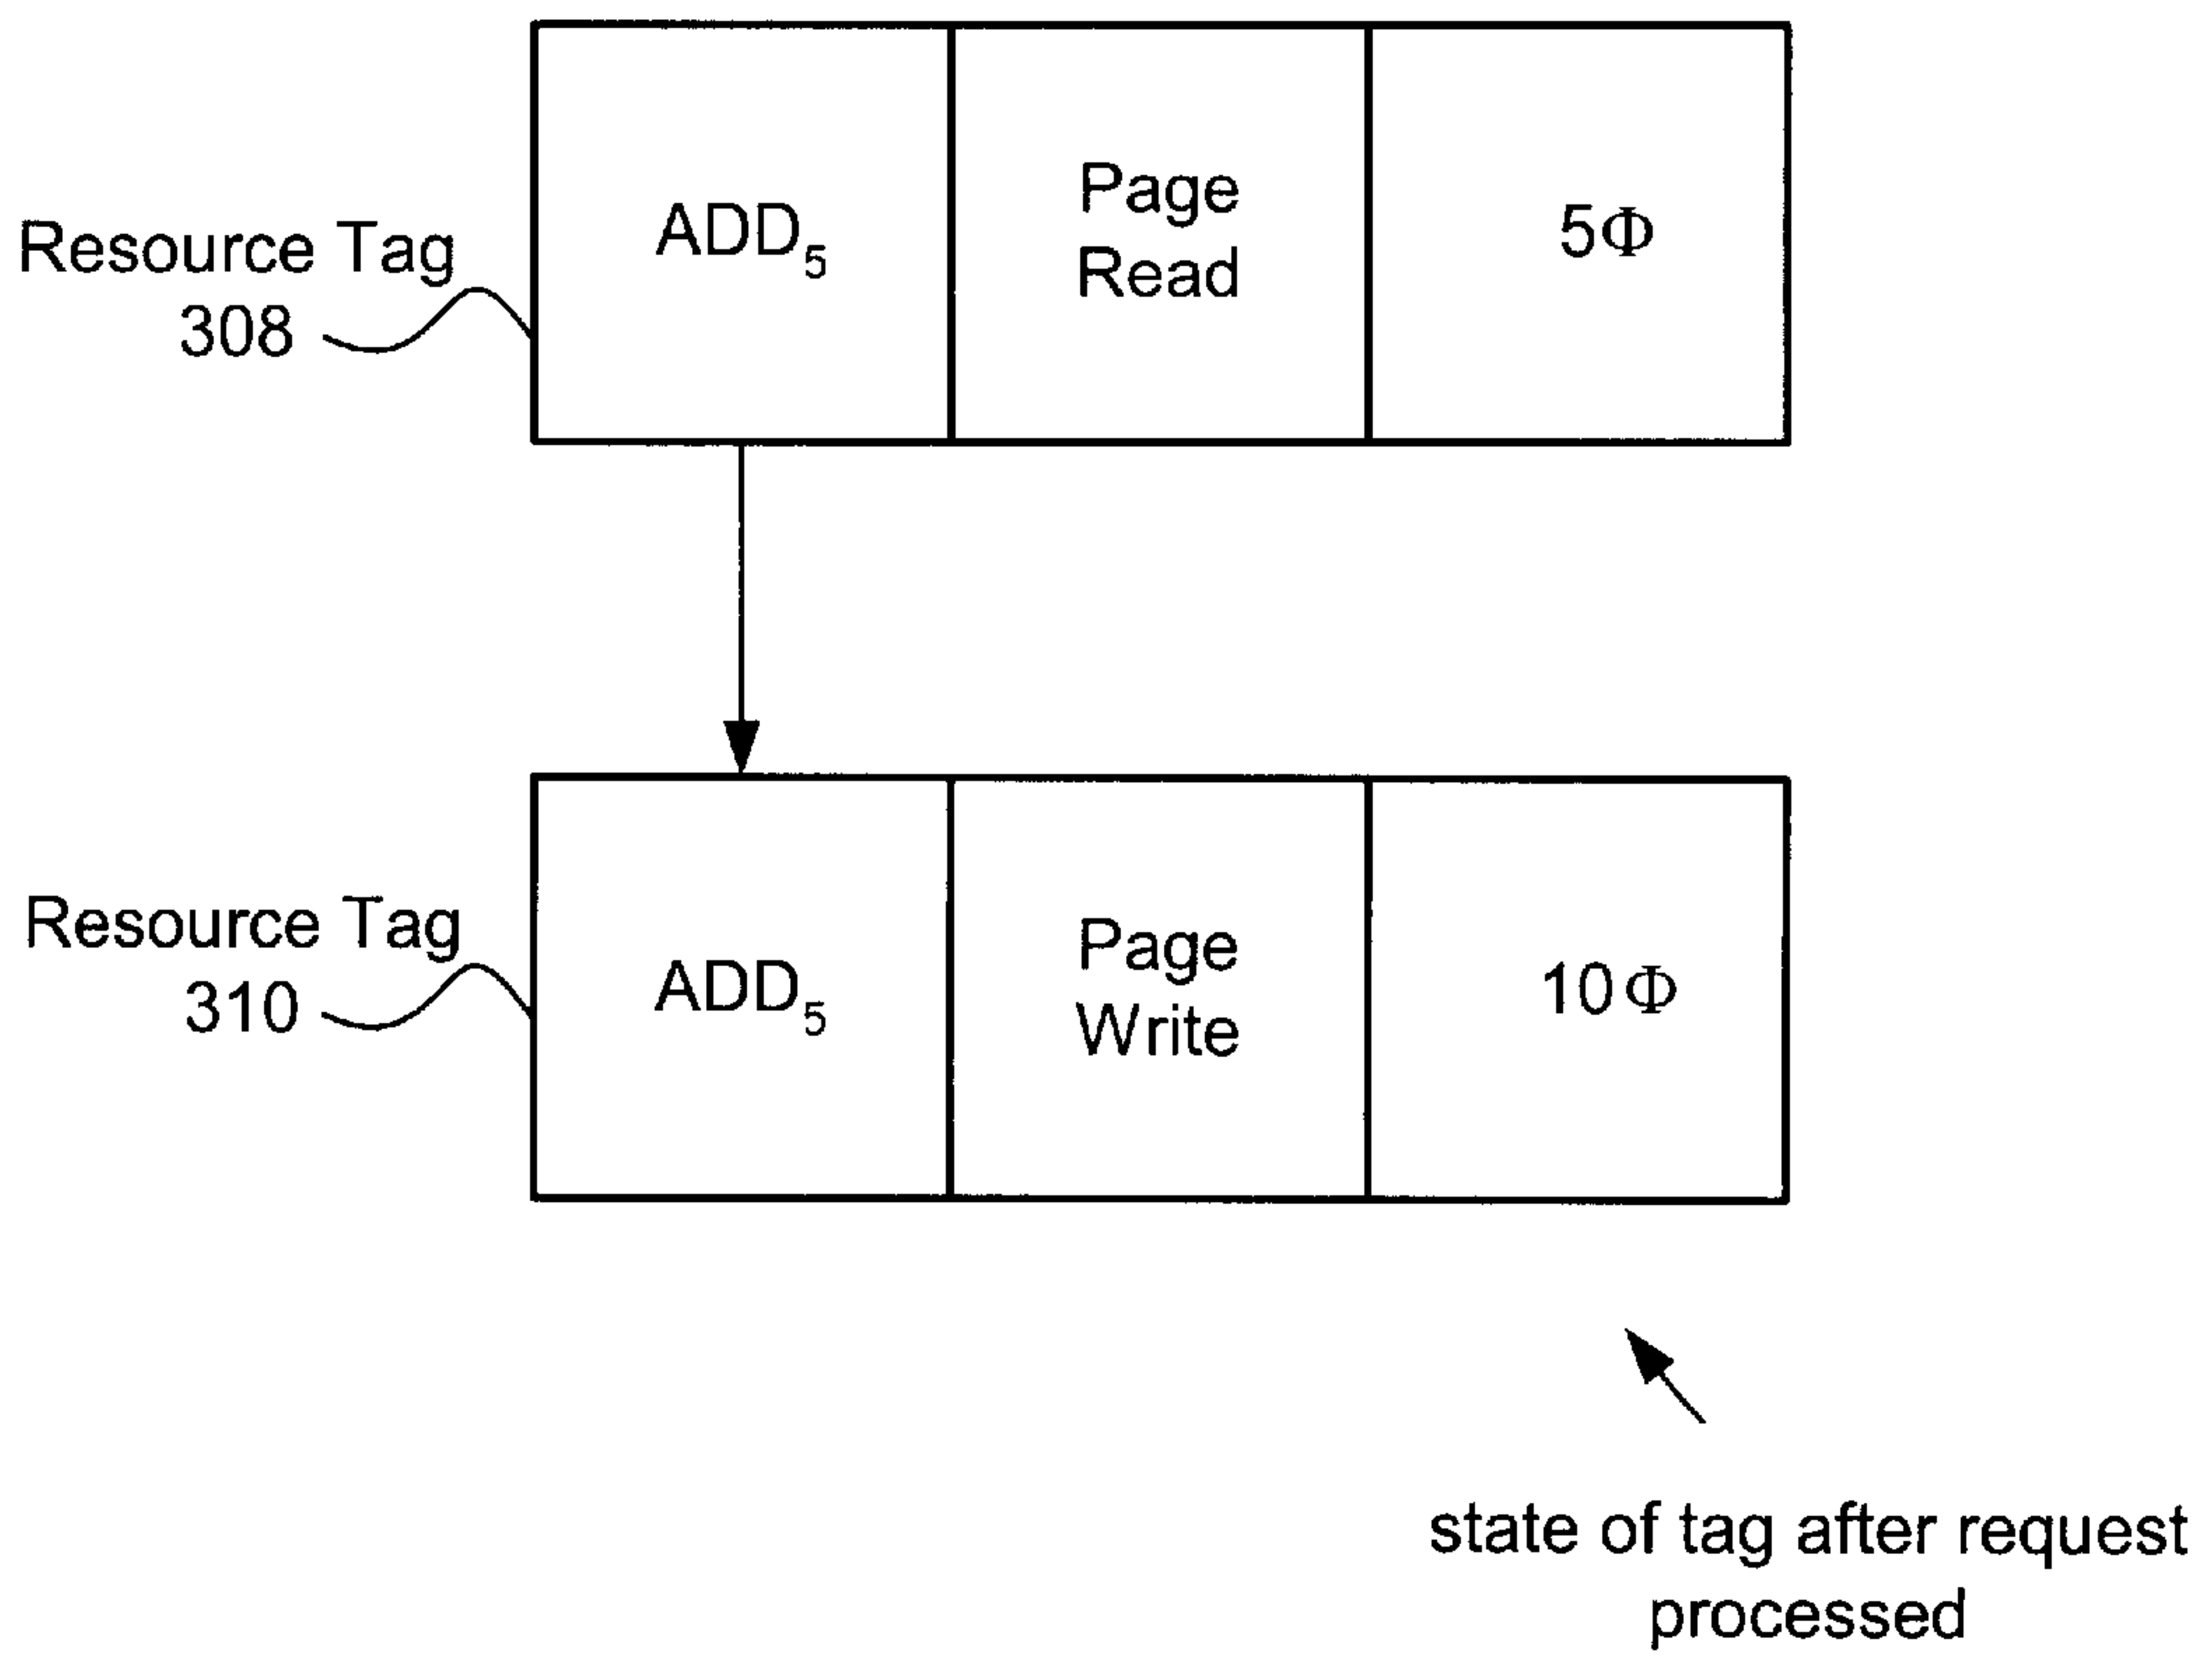 Resource Tag
308
ADD₅
Page
Read
5Φ
Resource Tag
310
ADD₅
Page
Write
10Φ
state of tag after request
processed